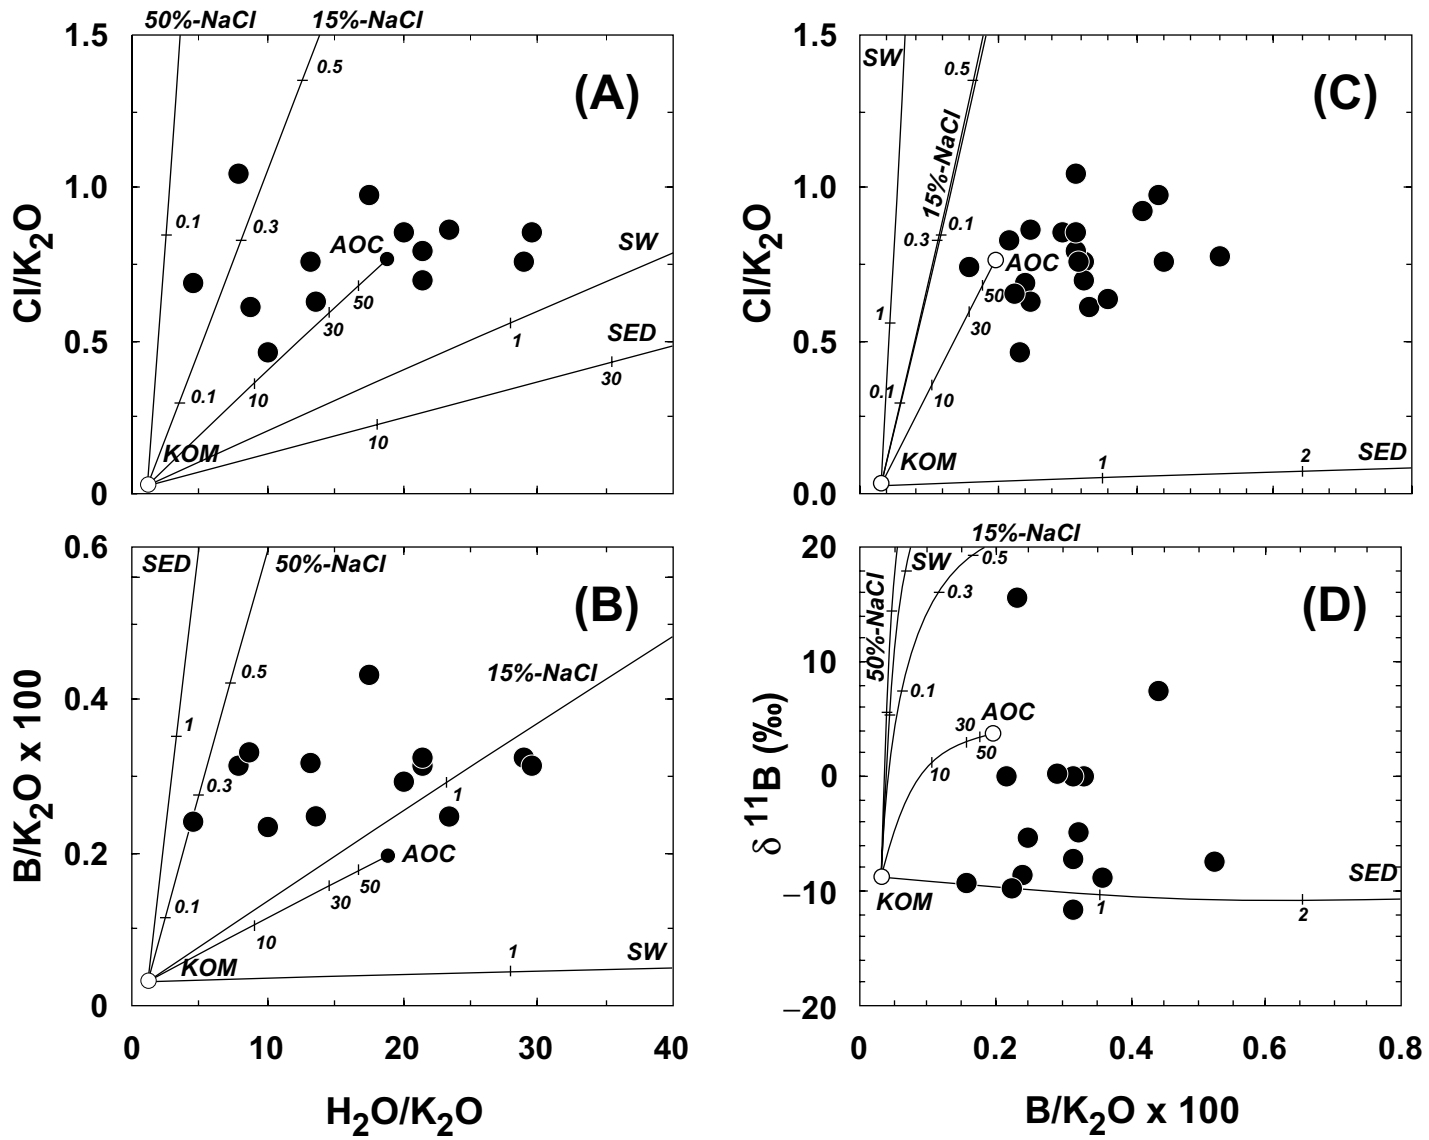 50%-NaCl 15%-NaCl
1.5
0.5
(A)
Cl/K₂O
1.0
0.1
0.3
AOC
SW
50
30
0.5
1
SED
30
0.1
10
10
KOM
0
SW
0.5
(C)
15%-NaCl
1.5
Cl/K₂O
1.0
0.1
0.3
AOC
50
1
30
0.5
0.1
10
KOM
1
2
SED
0.0
0.6
SED
50%-NaCl
(B)
B/K₂O x 100
0.5
15%-NaCl
0.4
1
0.3
1
AOC
0.2
50
30
0.1
10
KOM
1
SW
0
0 10 20 30 40
H₂O/K₂O
15%-NaCl
20
SW
0.5
50%-NaCl
0.3
(D)
δ ¹¹B (‰)
10
0.1
AOC
30
50
10
0
SED
−10
KOM
1
2
−20
0 0.2 0.4 0.6 0.8
B/K₂O x 100